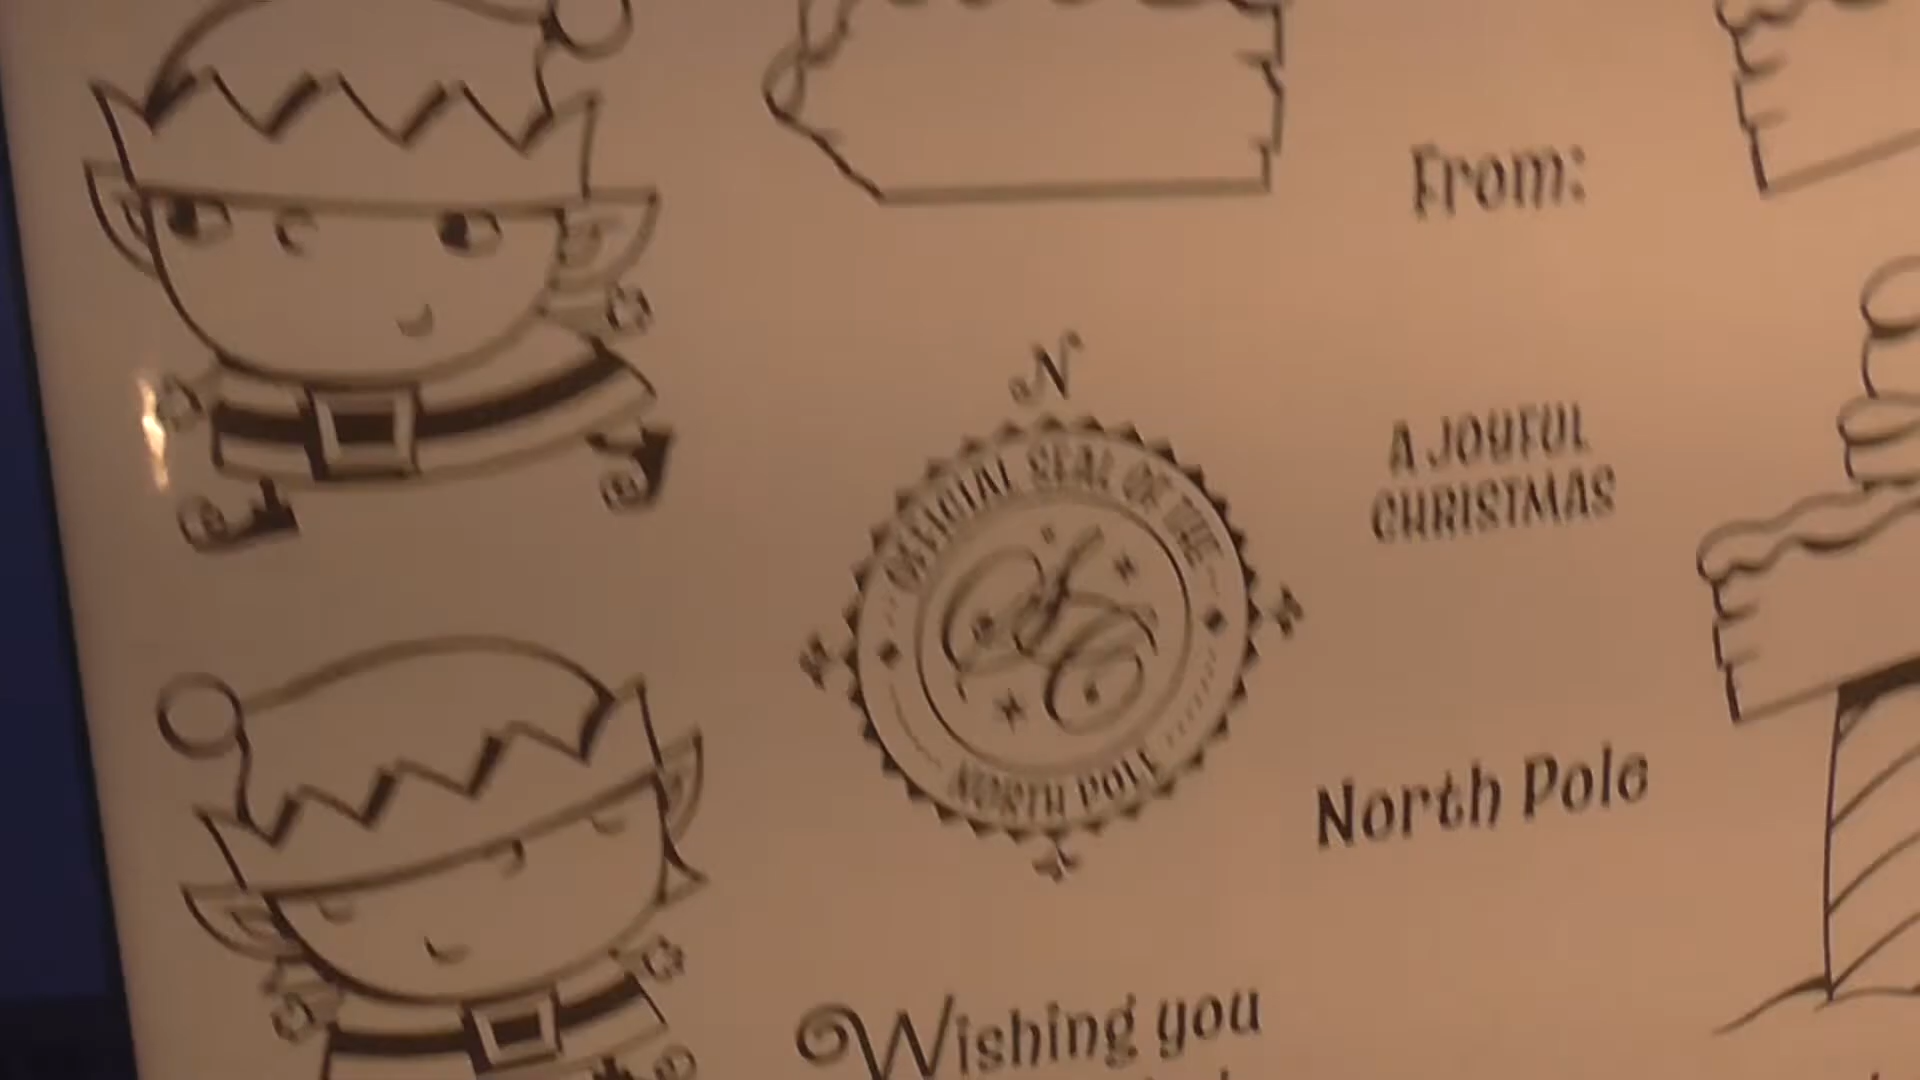 From:
N
OFFICIAL SEAL OF THE
NORTH POLE
A JOYFUL
CHRISTMAS
North Pole
Wishing you